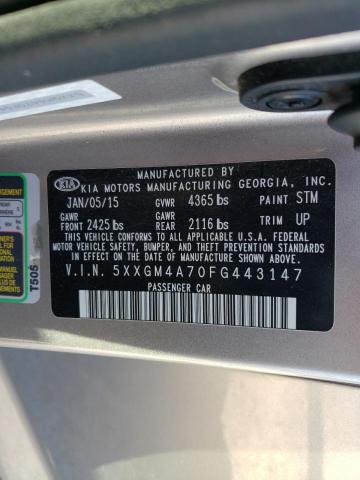 MANUFACTURED BY
KIA KIA MOTORS MANUFACTURING GEORGIA, INC.
JAN/05/15 GVWR 4365 lbs PAINT STM
GAWR GAWR
FRONT 2425 lbs REAR 2116 lbs TRIM UP
THIS VEHICLE CONFORMS TO ALL APPLICABLE U.S.A. FEDERAL
MOTOR VEHICLE SAFETY, BUMPER, AND THEFT PREVENTION STANDARDS
IN EFFECT ON THE DATE OF MANUFACTURE SHOWN ABOVE.
V.I.N. 5XXGM4A70FG443147
PASSENGER CAR
T505